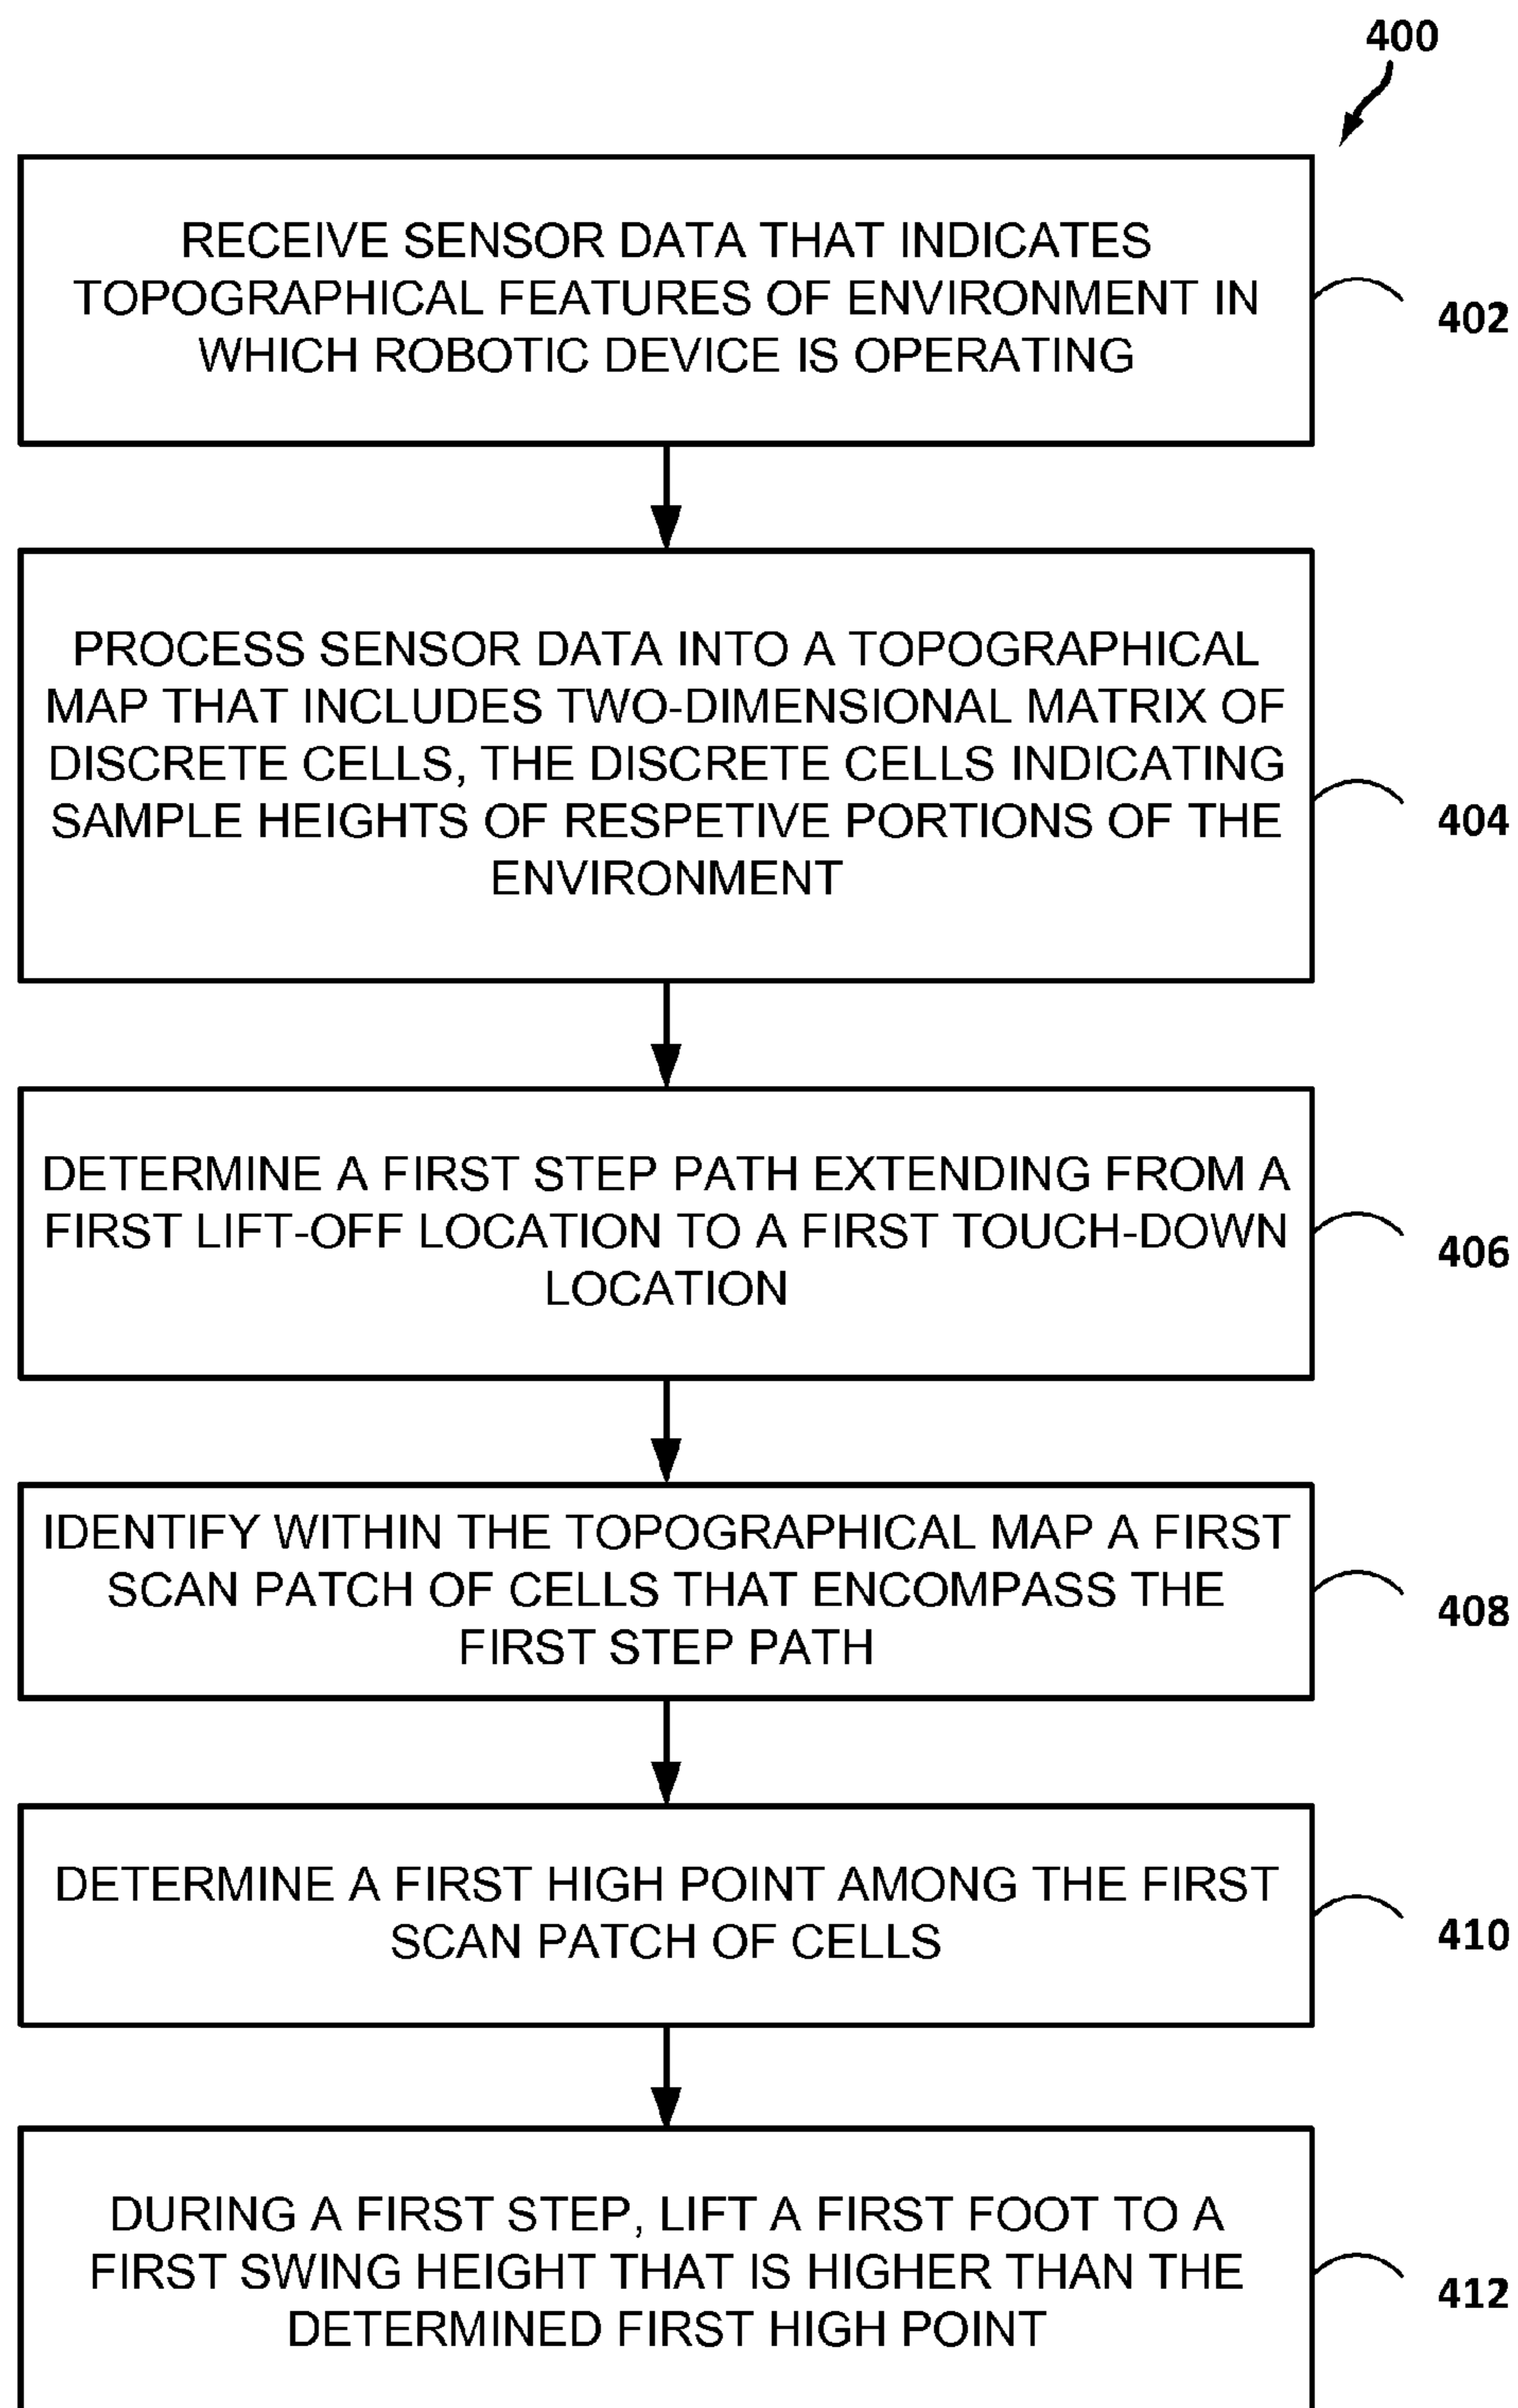 400
RECEIVE SENSOR DATA THAT INDICATES
TOPOGRAPHICAL FEATURES OF ENVIRONMENT IN
WHICH ROBOTIC DEVICE IS OPERATING
402
PROCESS SENSOR DATA INTO A TOPOGRAPHICAL
MAP THAT INCLUDES TWO-DIMENSIONAL MATRIX OF
DISCRETE CELLS, THE DISCRETE CELLS INDICATING
SAMPLE HEIGHTS OF RESPETIVE PORTIONS OF THE
ENVIRONMENT
404
DETERMINE A FIRST STEP PATH EXTENDING FROM A
FIRST LIFT-OFF LOCATION TO A FIRST TOUCH-DOWN
LOCATION
406
IDENTIFY WITHIN THE TOPOGRAPHICAL MAP A FIRST
SCAN PATCH OF CELLS THAT ENCOMPASS THE
FIRST STEP PATH
408
DETERMINE A FIRST HIGH POINT AMONG THE FIRST
SCAN PATCH OF CELLS
410
DURING A FIRST STEP, LIFT A FIRST FOOT TO A
FIRST SWING HEIGHT THAT IS HIGHER THAN THE
DETERMINED FIRST HIGH POINT
412